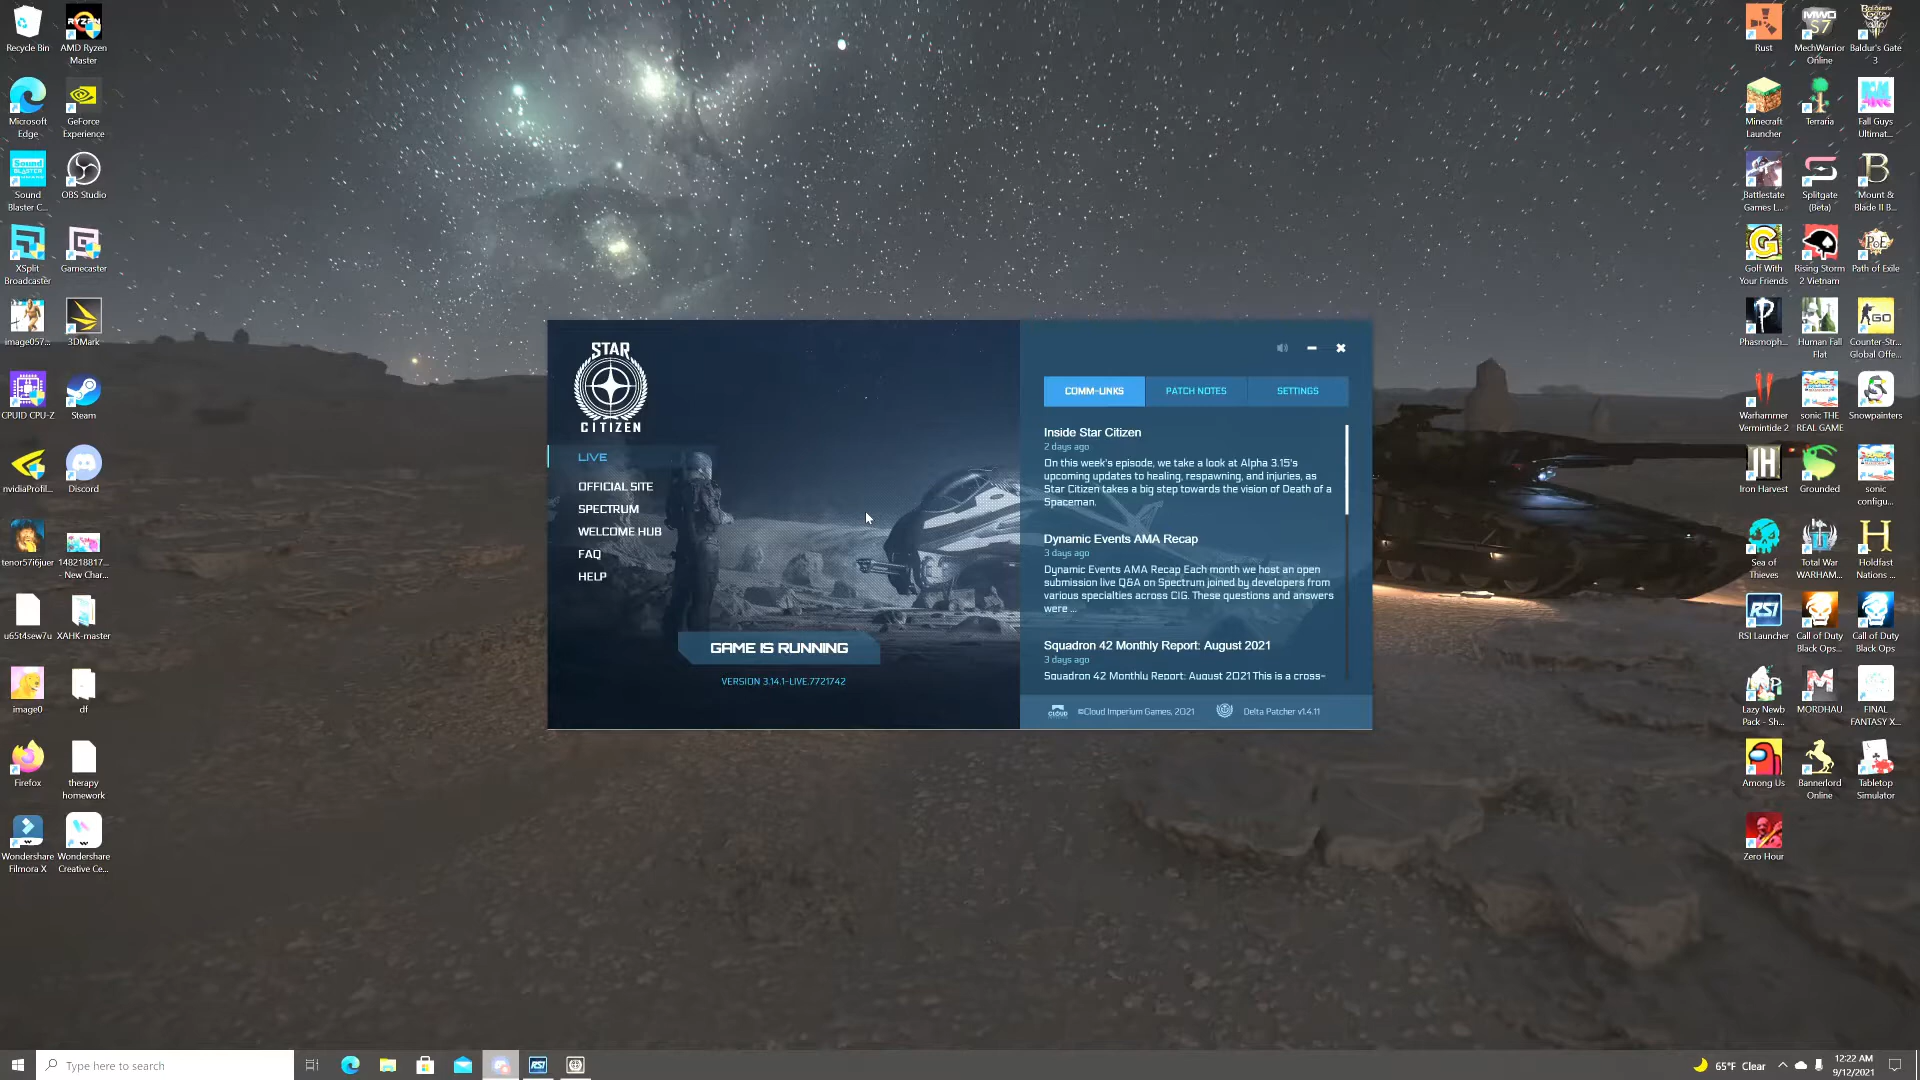 Recycle Bin
AMD Ryzen
Master
Microsoft
Edge
GeForce
Experience
Sound
Blaster C...
OBS Studio
XSplit
Broadcaster
Gamecaster
image057...
3DMark
CPUID CPU-Z
Steam
nvidiaProfil...
Discord
tenor57i6juer
148218817...
- New Char...
u65t4sew7u
XAHK-master
image0
df
Firefox
therapy
homework
Wondershare
Filmora X
Wondershare
Creative Ce...
STAR
CITIZEN
LIVE
OFFICIAL SITE
SPECTRUM
WELCOME HUB
FAQ
HELP
GAME IS RUNNING
VERSION 3.14.1-LIVE.7721742
COMM-LINKS
PATCH NOTES
SETTINGS
Inside Star Citizen
2 days ago
On this week's episode, we take a look at Alpha 3.15's
upcoming updates to healing, respawning, and injuries, as
Star Citizen takes a big step towards the vision of Death of a
Spaceman.
Dynamic Events AMA Recap
3 days ago
Dynamic Events AMA Recap Each month we host an open
submission live Q&A on Spectrum joined by developers from
various specialties across CIG. These questions and answers
were ...
Squadron 42 Monthly Report: August 2021
3 days ago
Squadron 42 Monthly Report: August 2021 This is a cross-
CLOUD
©Cloud Imperium Games, 2021
Delta Patcher v1.4.11
Rust
MechWarrior
Online
Baldur's Gate
3
Minecraft
Launcher
Terraria
Fall Guys
Ultimat...
Battlestate
Games L...
Splitgate
(Beta)
Mount &
Blade II B...
Golf With
Your Friends
Rising Storm
2 Vietnam
Path of Exile
Phasmoph...
Human Fall
Flat
Counter-Str...
Global Offe...
Warhammer
Vermintide 2
sonic THE
REAL GAME
Snowpainters
Iron Harvest
Grounded
sonic
configu...
Sea of
Thieves
Total War
WARHAM...
Holdfast
Nations ...
RSI Launcher
Call of Duty
Black Ops...
Call of Duty
Black Ops
Lazy Newb
Pack - Sh...
MORDHAU
FINAL
FANTASY X...
Among Us
Bannerlord
Online
Tabletop
Simulator
Zero Hour
Type here to search
RSI
65°F Clear
12:22 AM
9/12/2021